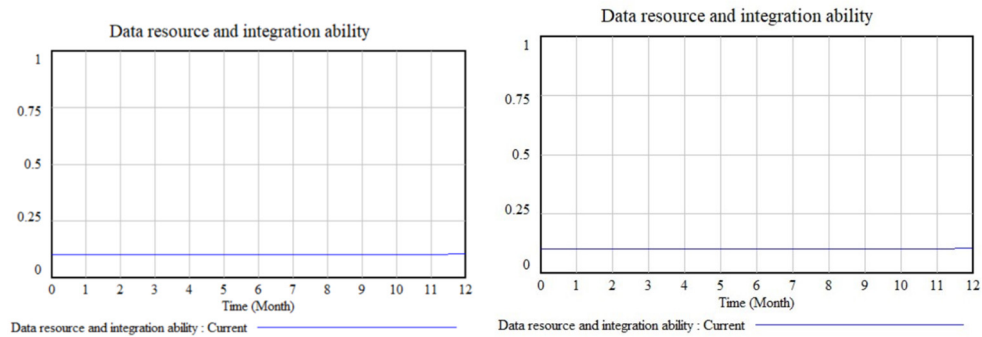 Data resource and integration ability
1
0.75
0.5
0.25
0
0 1 2 3 4 5 6 7 8 9 10 11 12
Time (Month)
Data resource and integration ability : Current
Data resource and integration ability
1
0.75
0.5
0.25
0
0 1 2 3 4 5 6 7 8 9 10 11 12
Time (Month)
Data resource and integration ability : Current